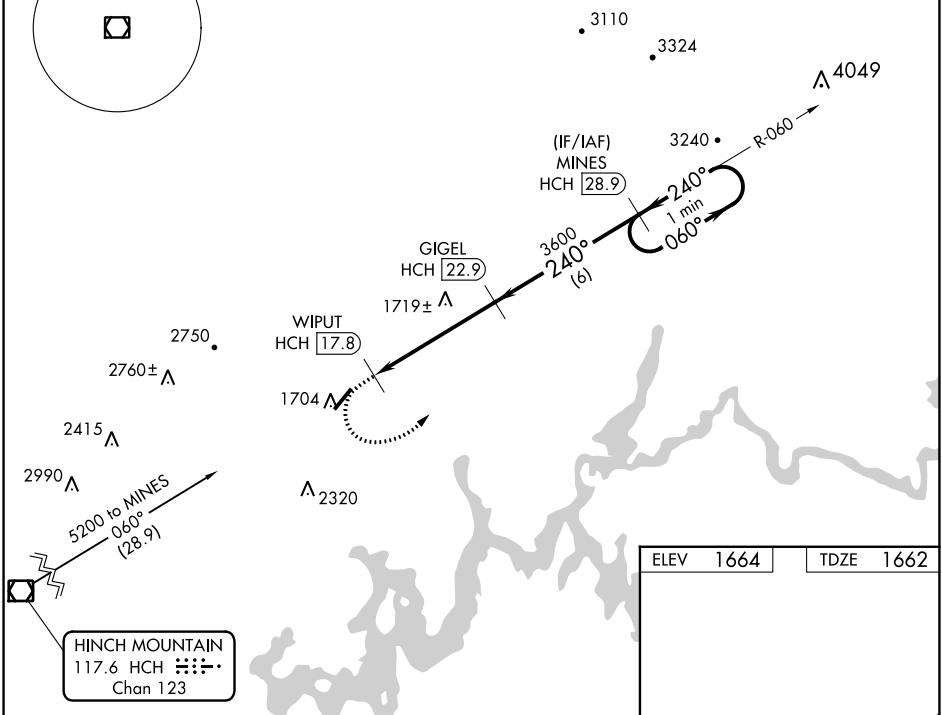 3110
3324
4049
(IF/IAF)
MINES
HCH 28.9
3240
R-060
240°
1 min
060°
3600
240°
(6)
GIGEL
HCH 22.9
1719±
WIPUT
HCH 17.8
2750
2760±
1704
2415
2990
2320
5200 to MINES
060°
(28.9)
ELEV 1664
TDZE 1662
HINCH MOUNTAIN
117.6 HCH
Chan 123